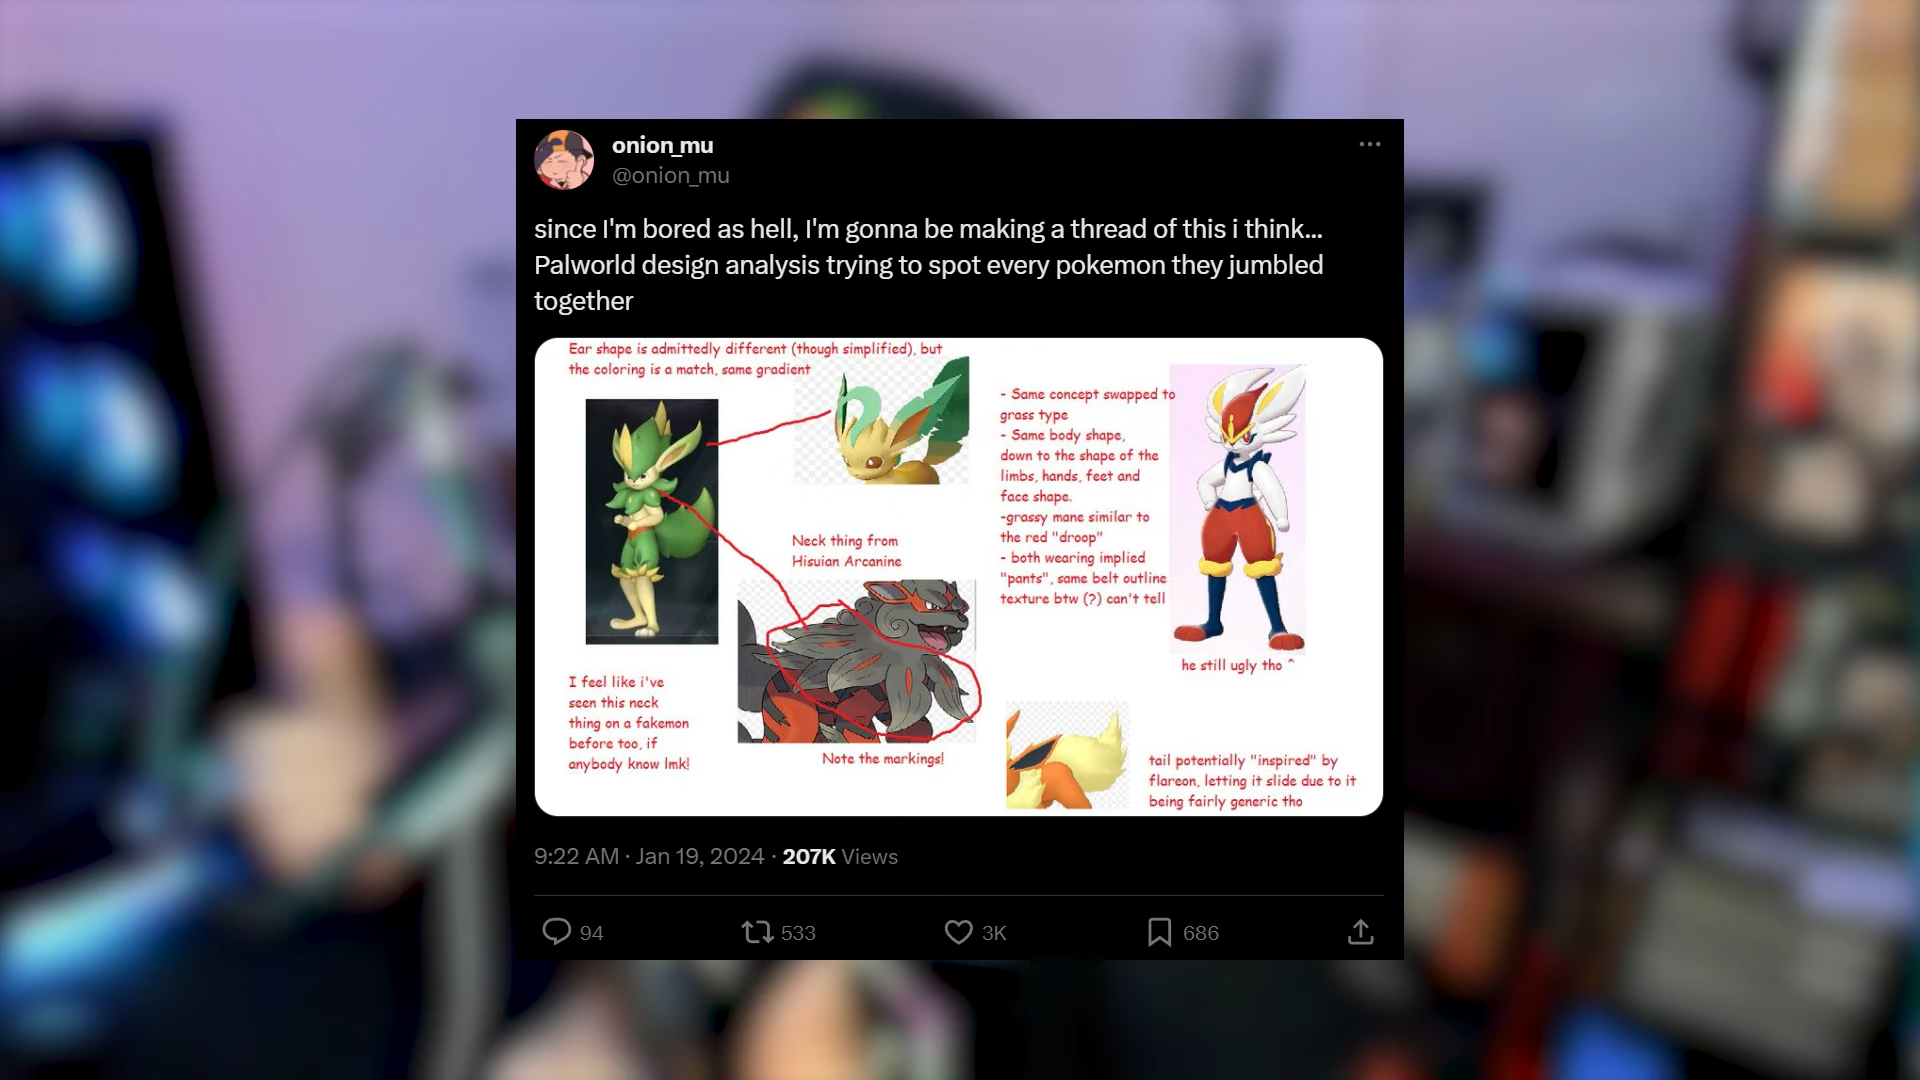 onion_mu
@onion_mu
since I'm bored as hell, I'm gonna be making a thread of this i think...
Palworld design analysis trying to spot every pokemon they jumbled
together
Ear shape is admittedly different (though simplified), but
the coloring is a match, same gradient
- Same concept swapped to
grass type
- Same body shape,
down to the shape of the
limbs, hands, feet and
face shape.
-grassy mane similar to
the red "droop"
- both wearing implied
"pants", same belt outline
texture btw (?) can't tell
Neck thing from
Hisuian Arcanine
he still ugly tho ^
I feel like i've
seen this neck
thing on a fakemon
before too, if
anybody know lmk!
Note the markings!
tail potentially "inspired" by
flareon, letting it slide due to it
being fairly generic tho
9:22 AM · Jan 19, 2024 · 207K Views
94 533 3K 686